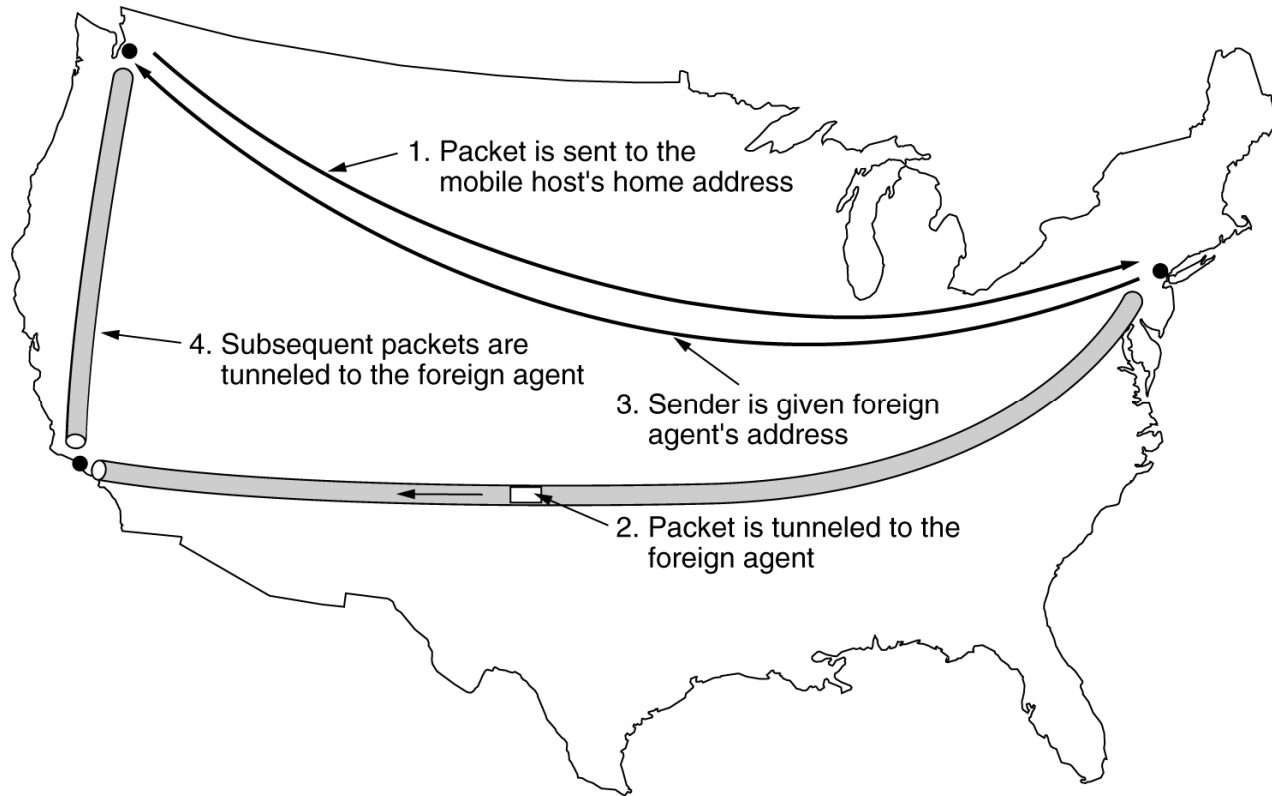 1. Packet is sent to the
mobile host's home address
4. Subsequent packets are
tunneled to the foreign agent
3. Sender is given foreign
agent's address
2. Packet is tunneled to the
foreign agent